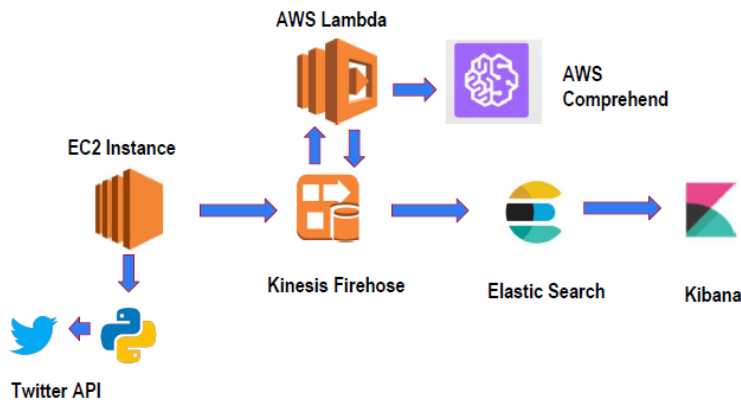 AWS Lambda
AWS
Comprehend
EC2 Instance
Kinesis Firehose
Elastic Search
Kibana
Twitter API